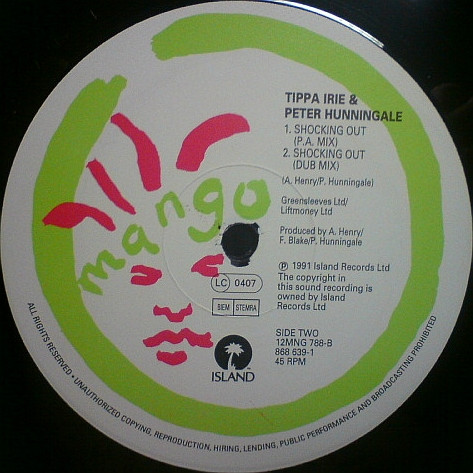 TIPPA IRIE &
PETER HUNNINGALE
1. SHOCKING OUT
(P.A. MIX)
2. SHOCKING OUT
(DUB MIX)
(A. Henry/P. Hunningale)
Greensleeves Ltd/
Liftmoney Ltd
Produced by A. Henry/
F. Blake/P. Hunningale
mango
LC 0407
BIEM STEMRA
℗ 1991 Island Records Ltd
The copyright in
this sound recording is
owned by Island
Records Ltd
SIDE TWO
12MNG 788-B
868 639-1
45 RPM
ISLAND
ALL RIGHTS RESERVED • UNAUTHORIZED COPYING, REPRODUCTION, HIRING, LENDING, PUBLIC PERFORMANCE AND BROADCASTING PROHIBITED